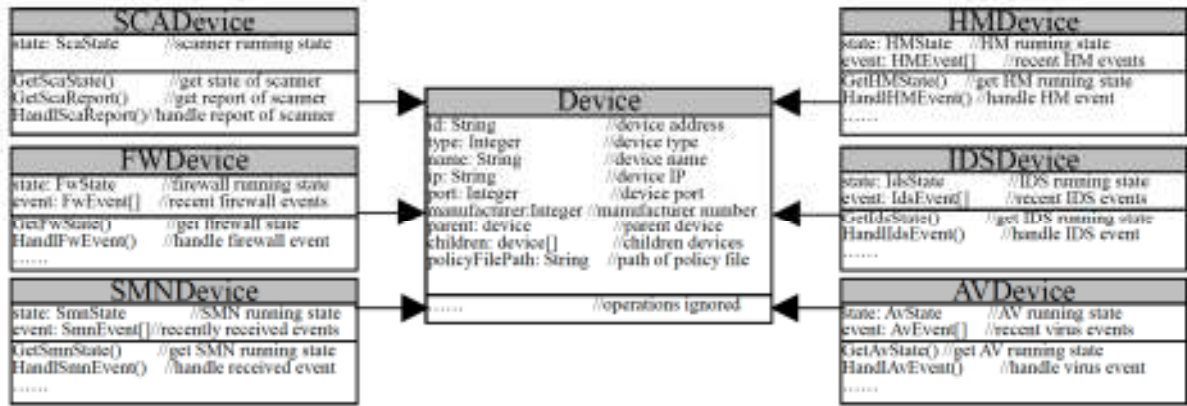 SCADevice
state: ScaState //scanner running state
GetScaState() //get state of scanner
GetScaReport() //get report of scanner
HandlScaReport()//handle report of scanner
FWDevice
state: FwState //firewall running state
event: FwEvent[] //recent firewall events
GetFwState() //get firewall state
HandlFwEvent() //handle firewall event
……
SMNDevice
state: SmnState //SMN running state
event: SmnEvent[]//recently received events
GetSmnState() //get SMN running state
HandlSmnEvent() //handle received event
……
Device
id: String //device address
type: Integer //device type
name: String //device name
ip: String //device IP
port: Integer //device port
manufacturer:Integer //manufacturer number
parent: device //parent device
children: device[] //children devices
policyFilePath: String //path of policy file
…… //operations ignored
HMDevice
state: HMState //HM running state
event: HMEvent[] //recent HM events
GetHMState() //get HM running state
HandlHMEvent() //handle HM event
……
IDSDevice
state: IdsState //IDS running state
event: IdsEvent[] //recent IDS events
GetIdsState() //get IDS running state
HandlIdsEvent() //handle IDS event
……
AVDevice
state: AvState //AV running state
event: AvEvent[] //recent virus events
GetAvState() //get AV running state
HandlAvEvent() //handle virus event
……